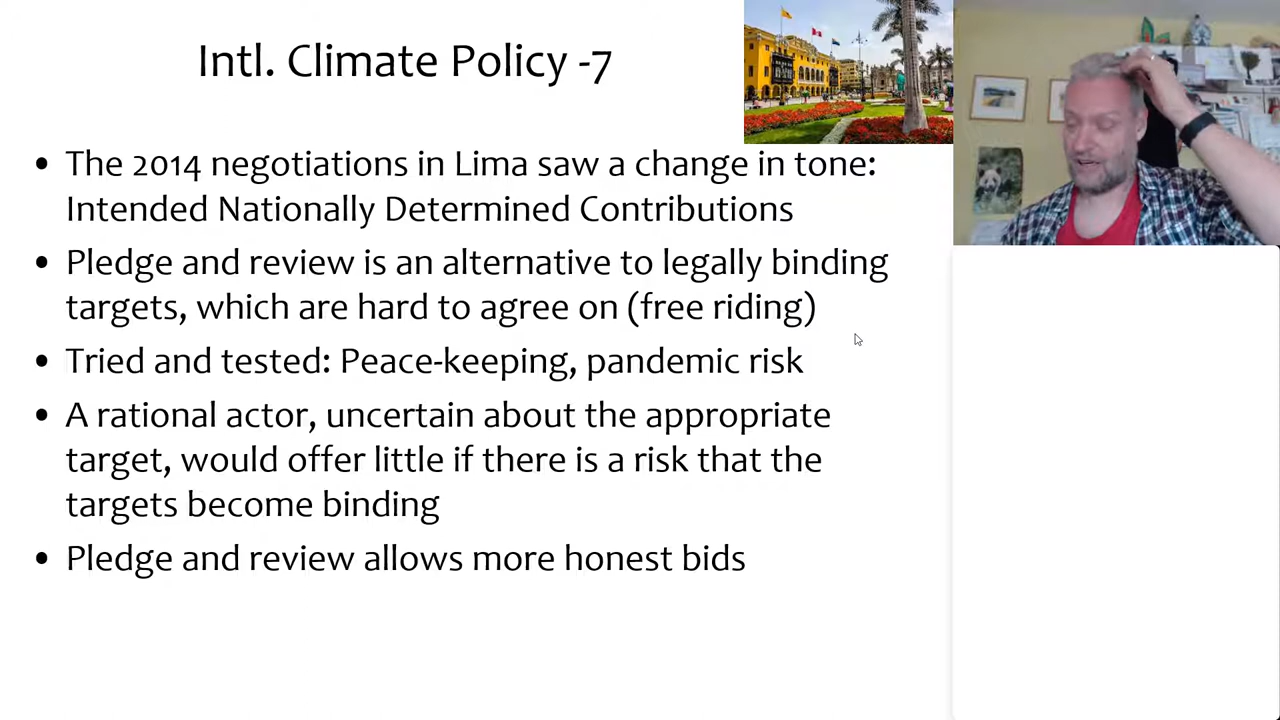 Intl. Climate Policy -7
• The 2014 negotiations in Lima saw a change in tone:
Intended Nationally Determined Contributions
• Pledge and review is an alternative to legally binding
targets, which are hard to agree on (free riding)
• Tried and tested: Peace-keeping, pandemic risk
• A rational actor, uncertain about the appropriate
target, would offer little if there is a risk that the
targets become binding
• Pledge and review allows more honest bids